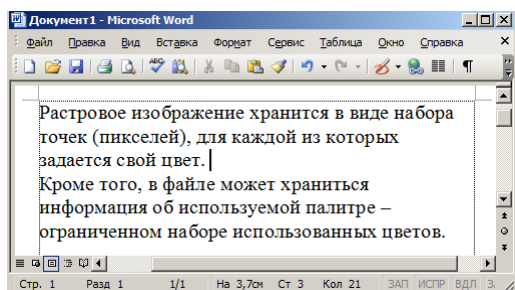 Документ1 - Microsoft Word
Файл Правка Вид Вставка Формат Сервис Таблица Окно Справка
Растровое изображение хранится в виде набора
точек (пикселей), для каждой из которых
задается свой цвет.
Кроме того, в файле может храниться
информация об используемой палитре –
ограниченном наборе использованных цветов.
Стр. 1 Разд 1 1/1 На 3,7см Ст 3 Кол 21 ЗАП ИСПР ВДЛ